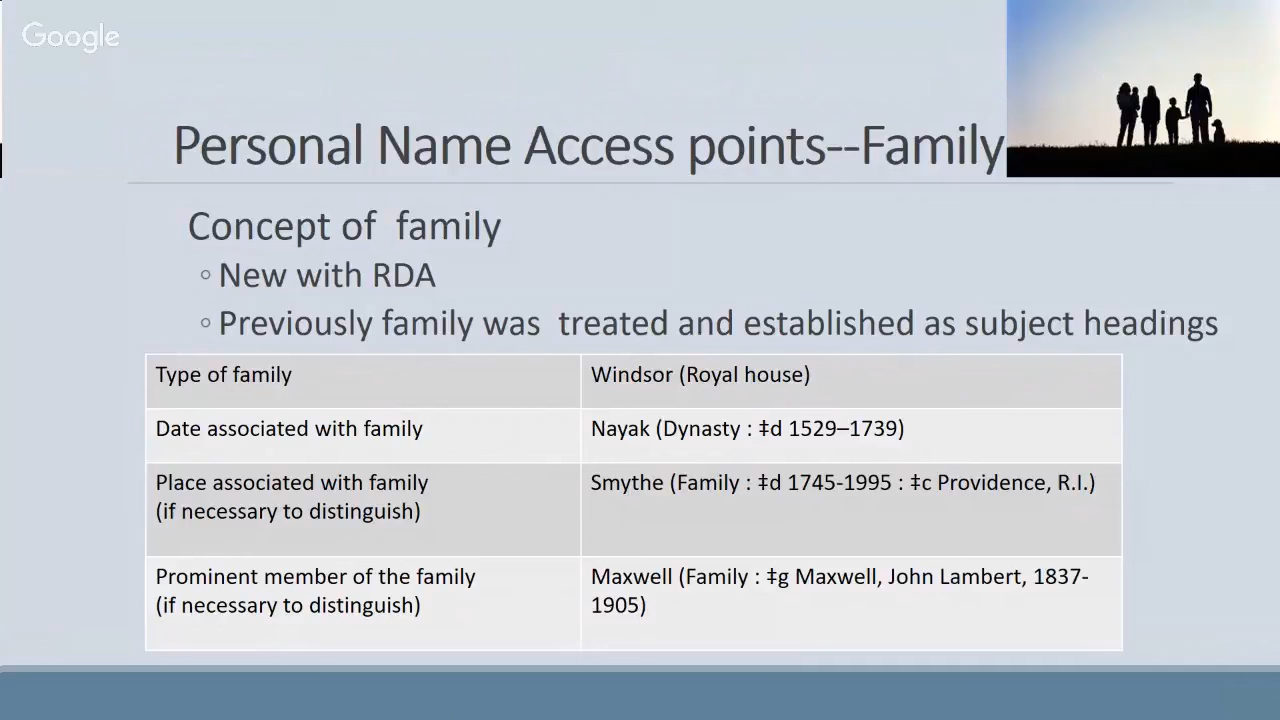 Google
Personal Name Access points--Family
Concept of  family
◦ New with RDA
◦ Previously family was  treated and established as subject headings
Type of family
Windsor (Royal house)
Date associated with family
Nayak (Dynasty : ‡d 1529–1739)
Place associated with family
(if necessary to distinguish)
Smythe (Family : ‡d 1745-1995 : ‡c Providence, R.I.)
Prominent member of the family
(if necessary to distinguish)
Maxwell (Family : ‡g Maxwell, John Lambert, 1837-
1905)